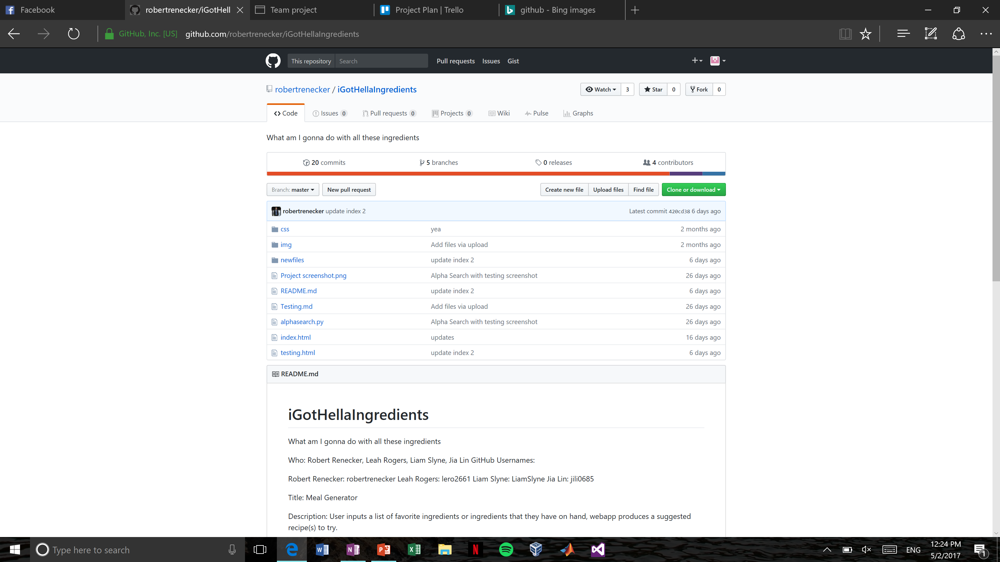 Facebook
robertrenecker/iGotHell
Team project
Project Plan | Trello
github - Bing images
GitHub, Inc. [US]
github.com/robertrenecker/iGotHellaIngredients
This repository
Search
Pull requests
Issues
Gist
robertrenecker / iGotHellaIngredients
Watch 3
Star 0
Fork 0
Code
Issues 0
Pull requests 0
Projects 0
Wiki
Pulse
Graphs
What am I gonna do with all these ingredients
20 commits
5 branches
0 releases
4 contributors
Branch: master
New pull request
Create new file
Upload files
Find file
Clone or download
robertrenecker update index 2 Latest commit 420cd38 6 days ago
css yea 2 months ago
img Add files via upload 2 months ago
newfiles update index 2 6 days ago
Project screenshot.png Alpha Search with testing screenshot 26 days ago
README.md update index 2 6 days ago
Testing.md Add files via upload 26 days ago
alphasearch.py Alpha Search with testing screenshot 26 days ago
index.html updates 16 days ago
testing.html update index 2 6 days ago
README.md
iGotHellaIngredients
What am I gonna do with all these ingredients
Who: Robert Renecker, Leah Rogers, Liam Slyne, Jia Lin GitHub Usernames:
Robert Renecker: robertrenecker Leah Rogers: lero2661 Liam Slyne: LiamSlyne Jia Lin: jili0685
Title: Meal Generator
Description: User inputs a list of favorite ingredients or ingredients that they have on hand, webapp produces a suggested
recipe(s) to try.
Type here to search
ENG
12:24 PM
5/2/2017
1